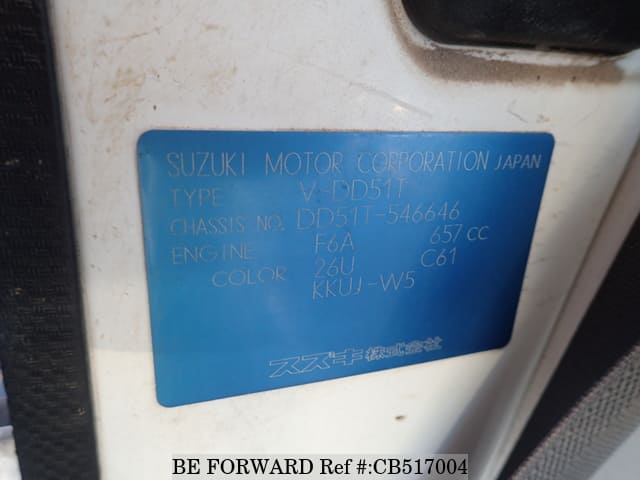 SUZUKI MOTOR CORPORATION JAPAN
TYPE V-DD51T
CHASSIS NO. DD51T-546646
ENGINE F6A 657 CC
COLOR 26U C61
KKUJ-W5
スズキ株式会社
BE FORWARD Ref #:CB517004